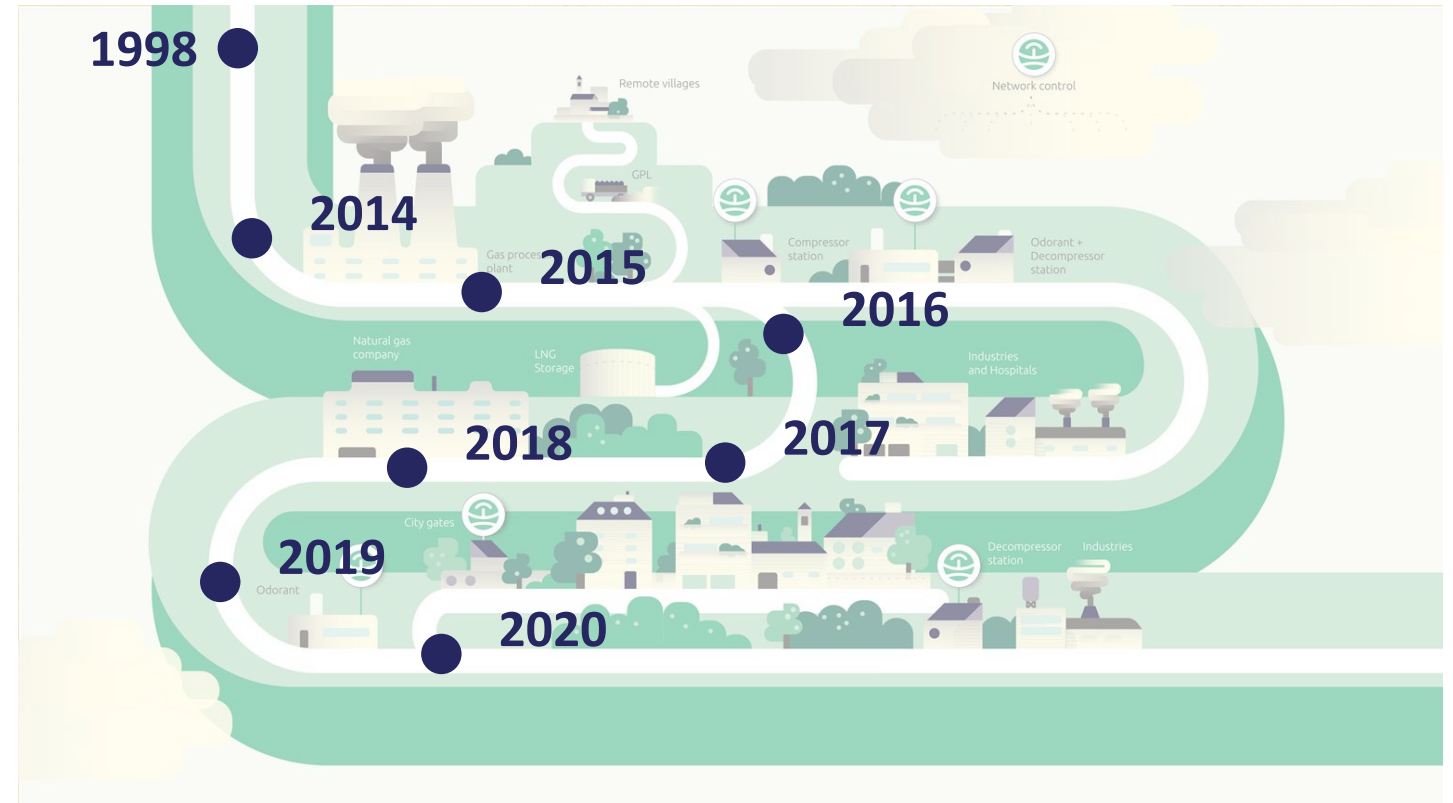 1998
Remote villages
Network control
GPL
2014
Gas proces
plant
2015
Compressor
station
Odorant +
Decompressor
station
2016
Natural gas
company
LNG
Storage
Industries
and Hospitals
2018
2017
City gates
2019
Odorant
Decompressor
station
Industries
2020